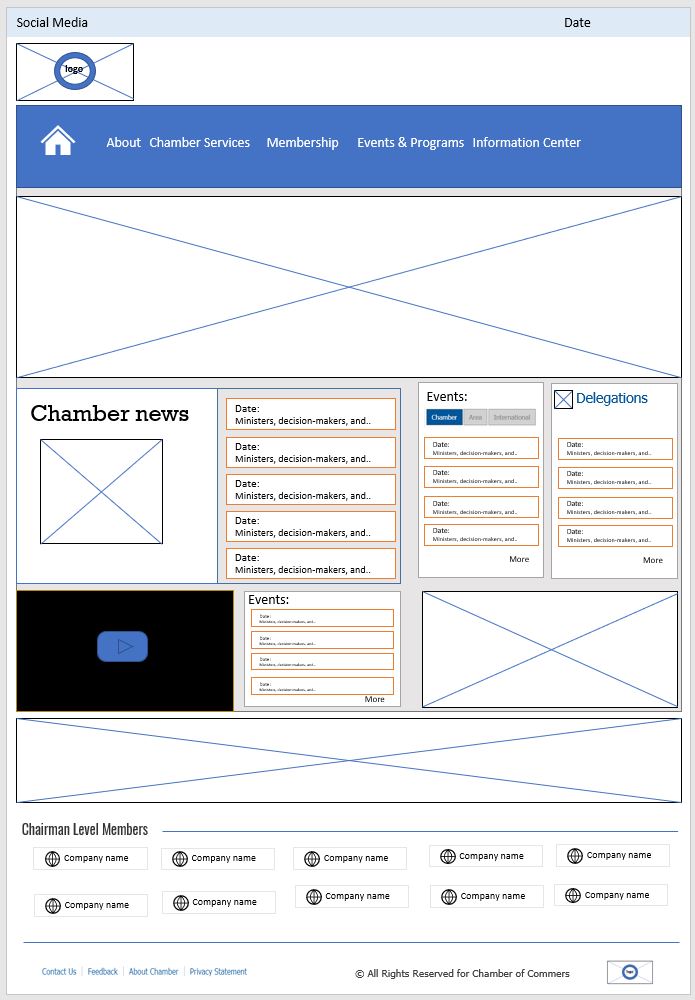 Social Media Date
logo
About Chamber Services Membership Events & Programs Information Center
Chamber news
Date:
Ministers, decision-makers, and..
Date:
Ministers, decision-makers, and..
Date:
Ministers, decision-makers, and..
Date:
Ministers, decision-makers, and..
Date:
Ministers, decision-makers, and..
Events:
Chamber Area International
Date:
Ministers, decision-makers, and..
Date:
Ministers, decision-makers, and..
Date:
Ministers, decision-makers, and..
Date:
Ministers, decision-makers, and..
More
Delegations
Date:
Ministers, decision-makers, and..
Date:
Ministers, decision-makers, and..
Date:
Ministers, decision-makers, and..
Date:
Ministers, decision-makers, and..
More
Events:
Date:
Ministers, decision-makers, and..
Date:
Ministers, decision-makers, and..
Date:
Ministers, decision-makers, and..
Date:
Ministers, decision-makers, and..
More
Chairman Level Members
Company name Company name Company name Company name Company name
Company name Company name Company name Company name Company name
Contact Us Feedback About Chamber Privacy Statement
© All Rights Reserved for Chamber of Commers
logo